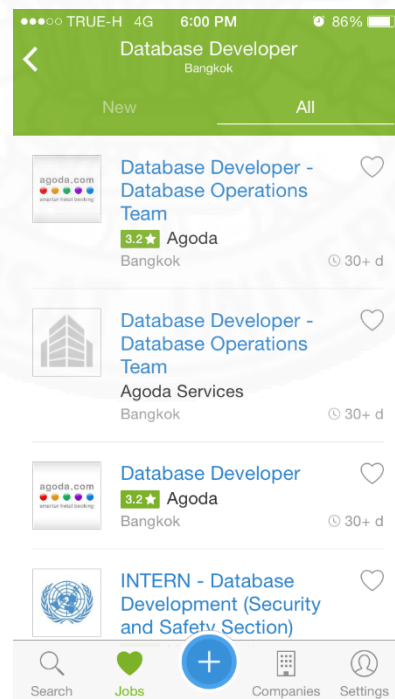 TRUE-H 4G 6:00 PM 86%
Database Developer
Bangkok
New All
agoda.com
smarter hotel booking
Database Developer -
Database Operations
Team
3.2★ Agoda
Bangkok 30+ d
Database Developer -
Database Operations
Team
Agoda Services
Bangkok 30+ d
agoda.com
smarter hotel booking
Database Developer
3.2★ Agoda
Bangkok 30+ d
INTERN - Database
Development (Security
and Safety Section)
Search Jobs + Companies Settings